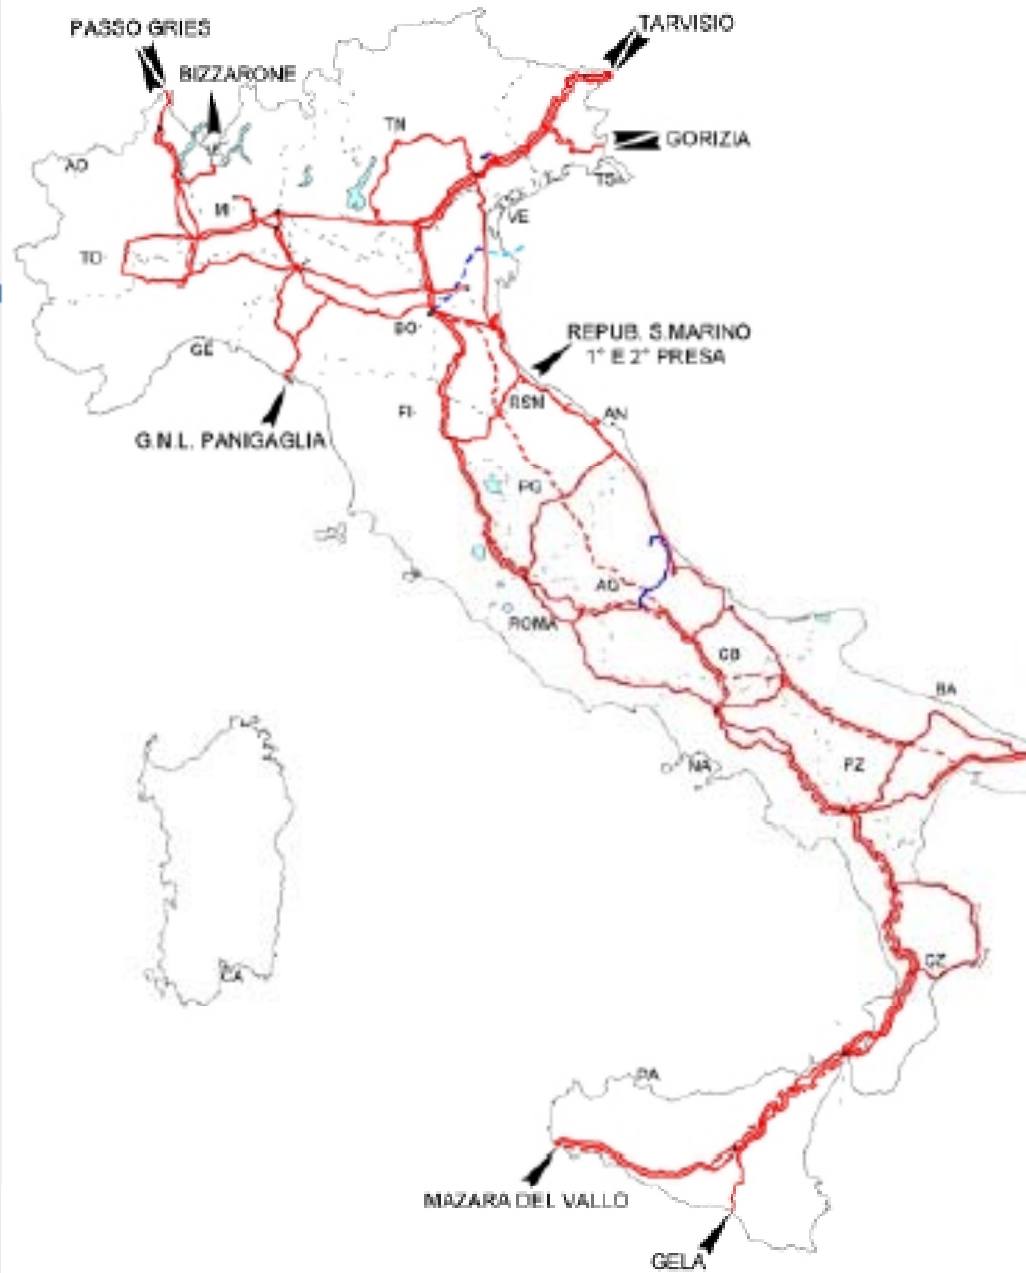 PASSO GRIES
TARVISIO
BIZZARONE
TN
GORIZIA
AO
TS
MI
VE
TO
BO
REPUB. S.MARINO
1° E 2° PRESA
GE
RSM
FI
AN
G.N.L. PANIGAGLIA
PG
AQ
ROMA
CB
BA
NA
PZ
CZ
CA
PA
MAZARA DEL VALLO
GELA